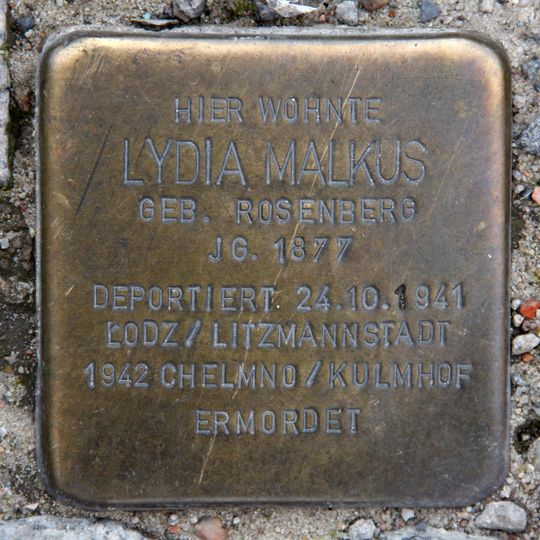 HIER WOHNTE
LYDIA MALKUS
GEB. ROSENBERG
JG. 1877
DEPORTIERT 24.10.1941
ŁODZ/LITZMANNSTADT
1942 CHELMNO/KULMHOF
ERMORDET